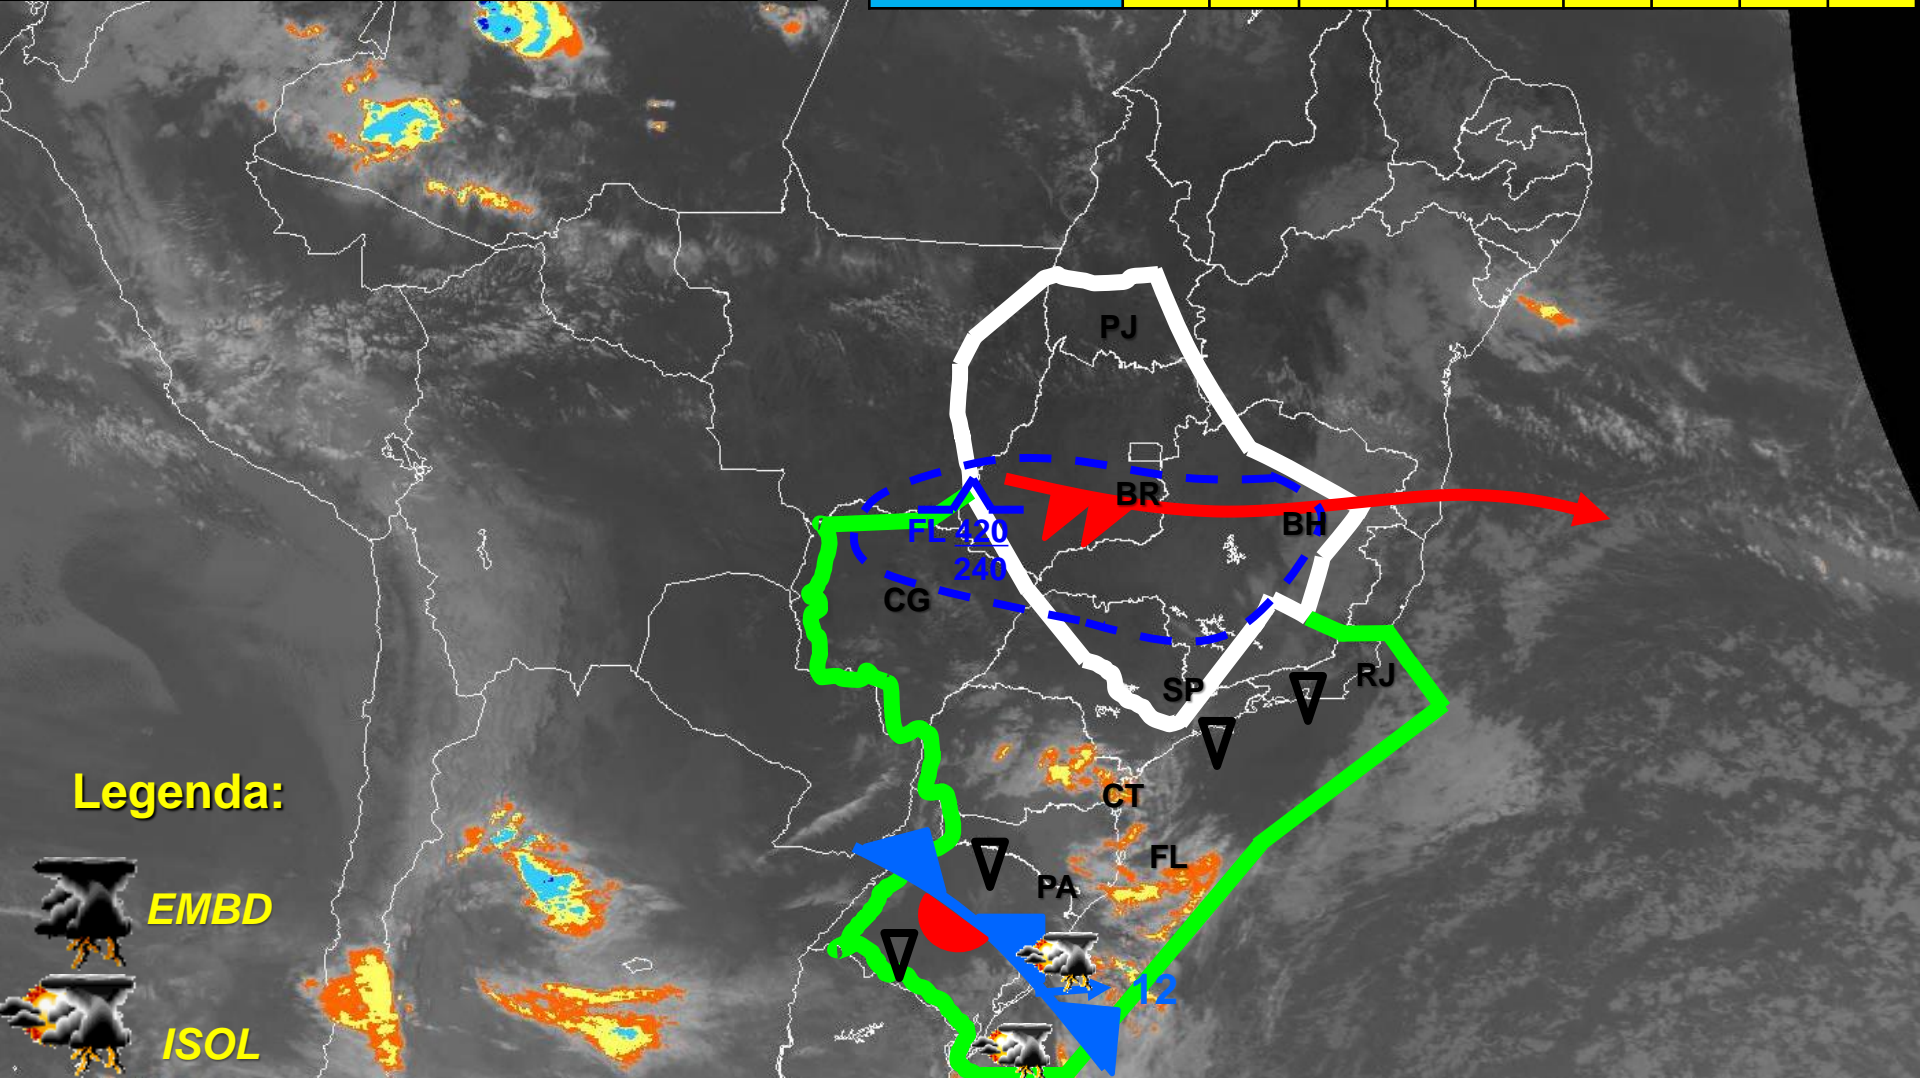 PJ
BR
BH
FL 420
240
CG
RJ
SP
Legenda:
CT
FL
PA
EMBD
12
ISOL